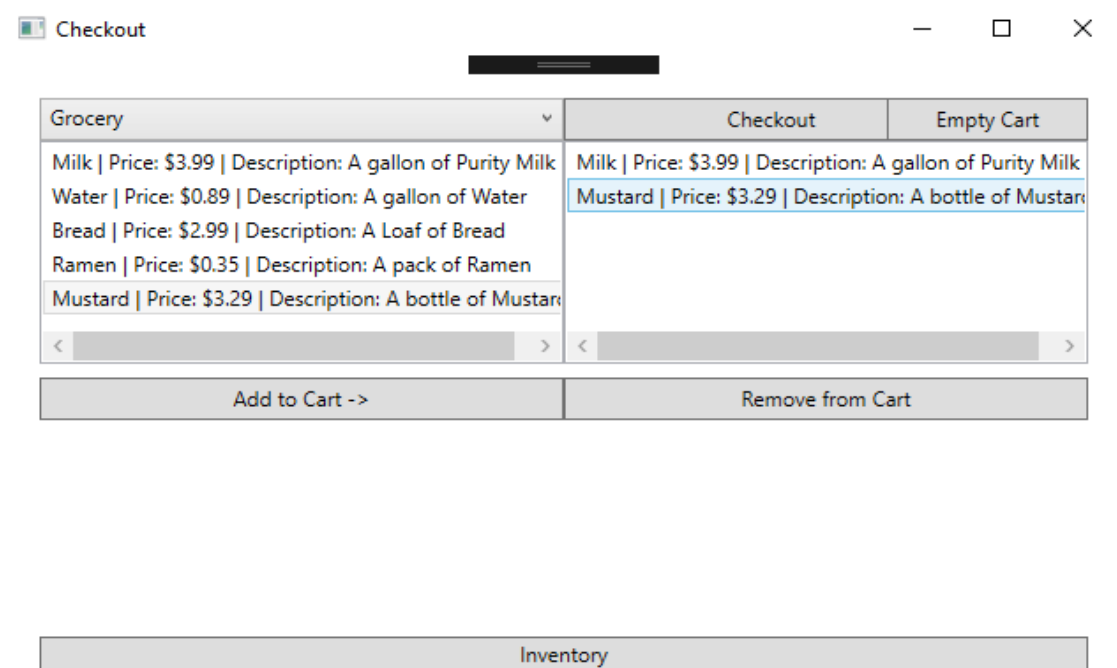 Checkout
Grocery
Checkout
Empty Cart
Milk | Price: $3.99 | Description: A gallon of Purity Milk
Water | Price: $0.89 | Description: A gallon of Water
Bread | Price: $2.99 | Description: A Loaf of Bread
Ramen | Price: $0.35 | Description: A pack of Ramen
Mustard | Price: $3.29 | Description: A bottle of
Milk | Price: $3.99 | Description: A gallon of Purity Milk
Mustard | Price: $3.29 | Description: A bottle of
Add to Cart ->
Remove from Cart
Inventory